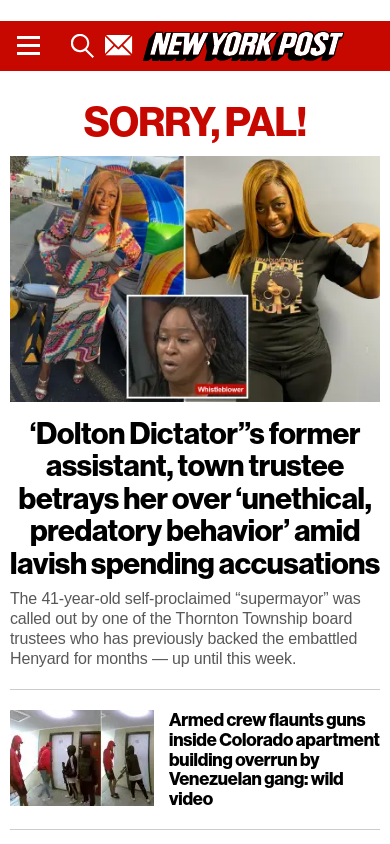 NEW YORK POST
SORRY, PAL!
DOPE
DOPE
Whistleblower
‘Dolton Dictator”s former
assistant, town trustee
betrays her over ‘unethical,
predatory behavior’ amid
lavish spending accusations
The 41-year-old self-proclaimed “supermayor” was
called out by one of the Thornton Township board
trustees who has previously backed the embattled
Henyard for months — up until this week.
Armed crew flaunts guns
inside Colorado apartment
building overrun by
Venezuelan gang: wild
video